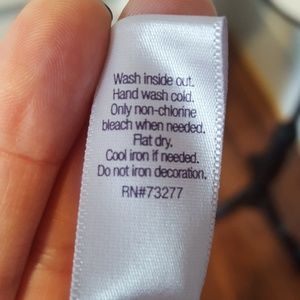 Wash inside out.
Hand wash cold.
Only non-chlorine
bleach when needed.
Flat dry.
Cool iron if needed.
Do not iron decoration.
RN#73277